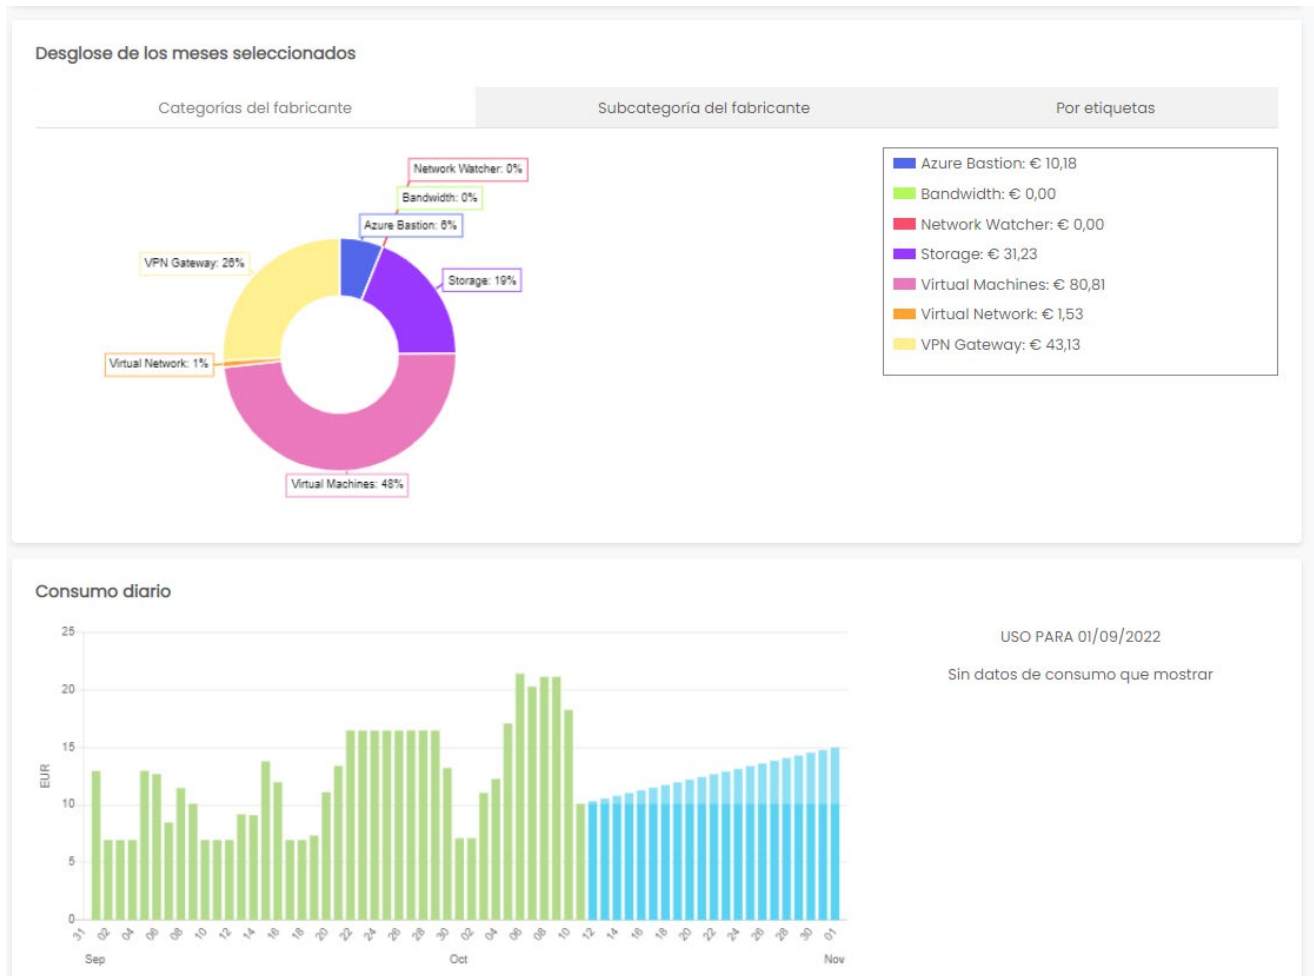 Desglose de los meses seleccionados
Categorías del fabricante
Subcategoría del fabricante
Por etiquetas
Network Watcher: 0%
Bandwidth: 0%
Azure Bastion: 6%
VPN Gateway: 26%
Storage: 19%
Virtual Network: 1%
Virtual Machines: 48%
Azure Bastion: € 10,18
Bandwidth: € 0,00
Network Watcher: € 0,00
Storage: € 31,23
Virtual Machines: € 80,81
Virtual Network: € 1,53
VPN Gateway: € 43,13
Consumo diario
25
20
15
10
5
0
EUR
31 02 04 06 08 10 12 14 16 18 20 22 24 26 28 30 02 04 06 08 10 12 14 16 18 20 22 24 26 28 30 01
Sep Oct Nov
USO PARA 01/09/2022
Sin datos de consumo que mostrar